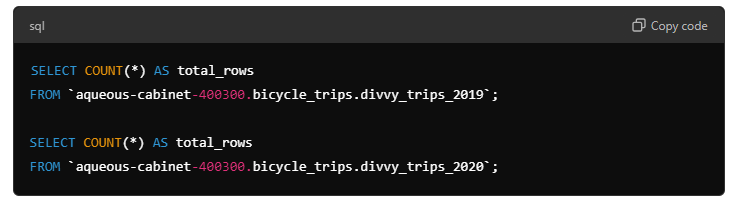 sql
Copy code
SELECT COUNT(*) AS total_rows
FROM `aqueous-cabinet-400300.bicycle_trips.divvy_trips_2019`;
SELECT COUNT(*) AS total_rows
FROM `aqueous-cabinet-400300.bicycle_trips.divvy_trips_2020`;